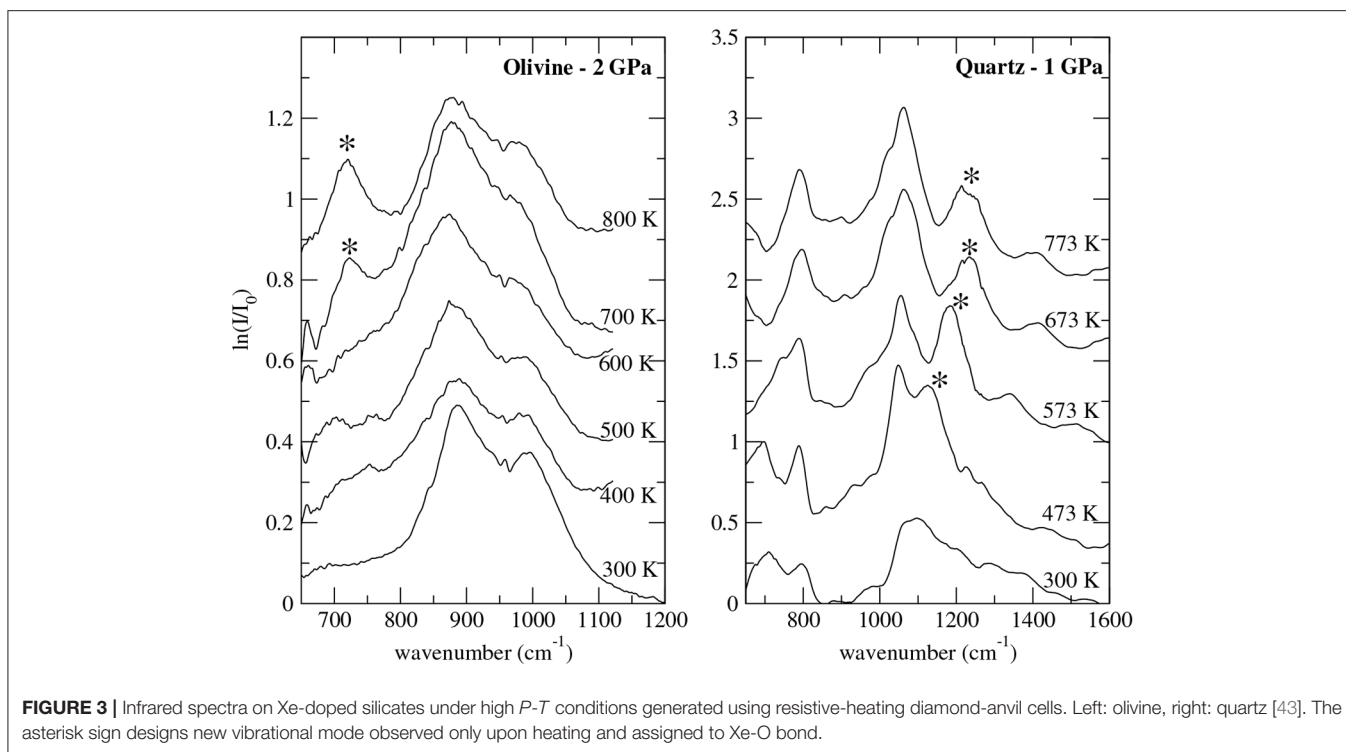 Olivine - 2 GPa
ln(I/I0)
1.2
1
0.8
0.6
0.4
0.2
0
*
*
800 K
700 K
600 K
500 K
400 K
300 K
700 800 900 1000 1100 1200
wavenumber (cm-1)
Quartz - 1 GPa
3.5
3
2.5
2
1.5
1
0.5
0
*
*
*
*
773 K
673 K
573 K
473 K
300 K
800 1000 1200 1400 1600
wavenumber (cm-1)
FIGURE 3 | Infrared spectra on Xe-doped silicates under high P-T conditions generated using resistive-heating diamond-anvil cells. Left: olivine, right: quartz [43]. The
asterisk sign designs new vibrational mode observed only upon heating and assigned to Xe-O bond.